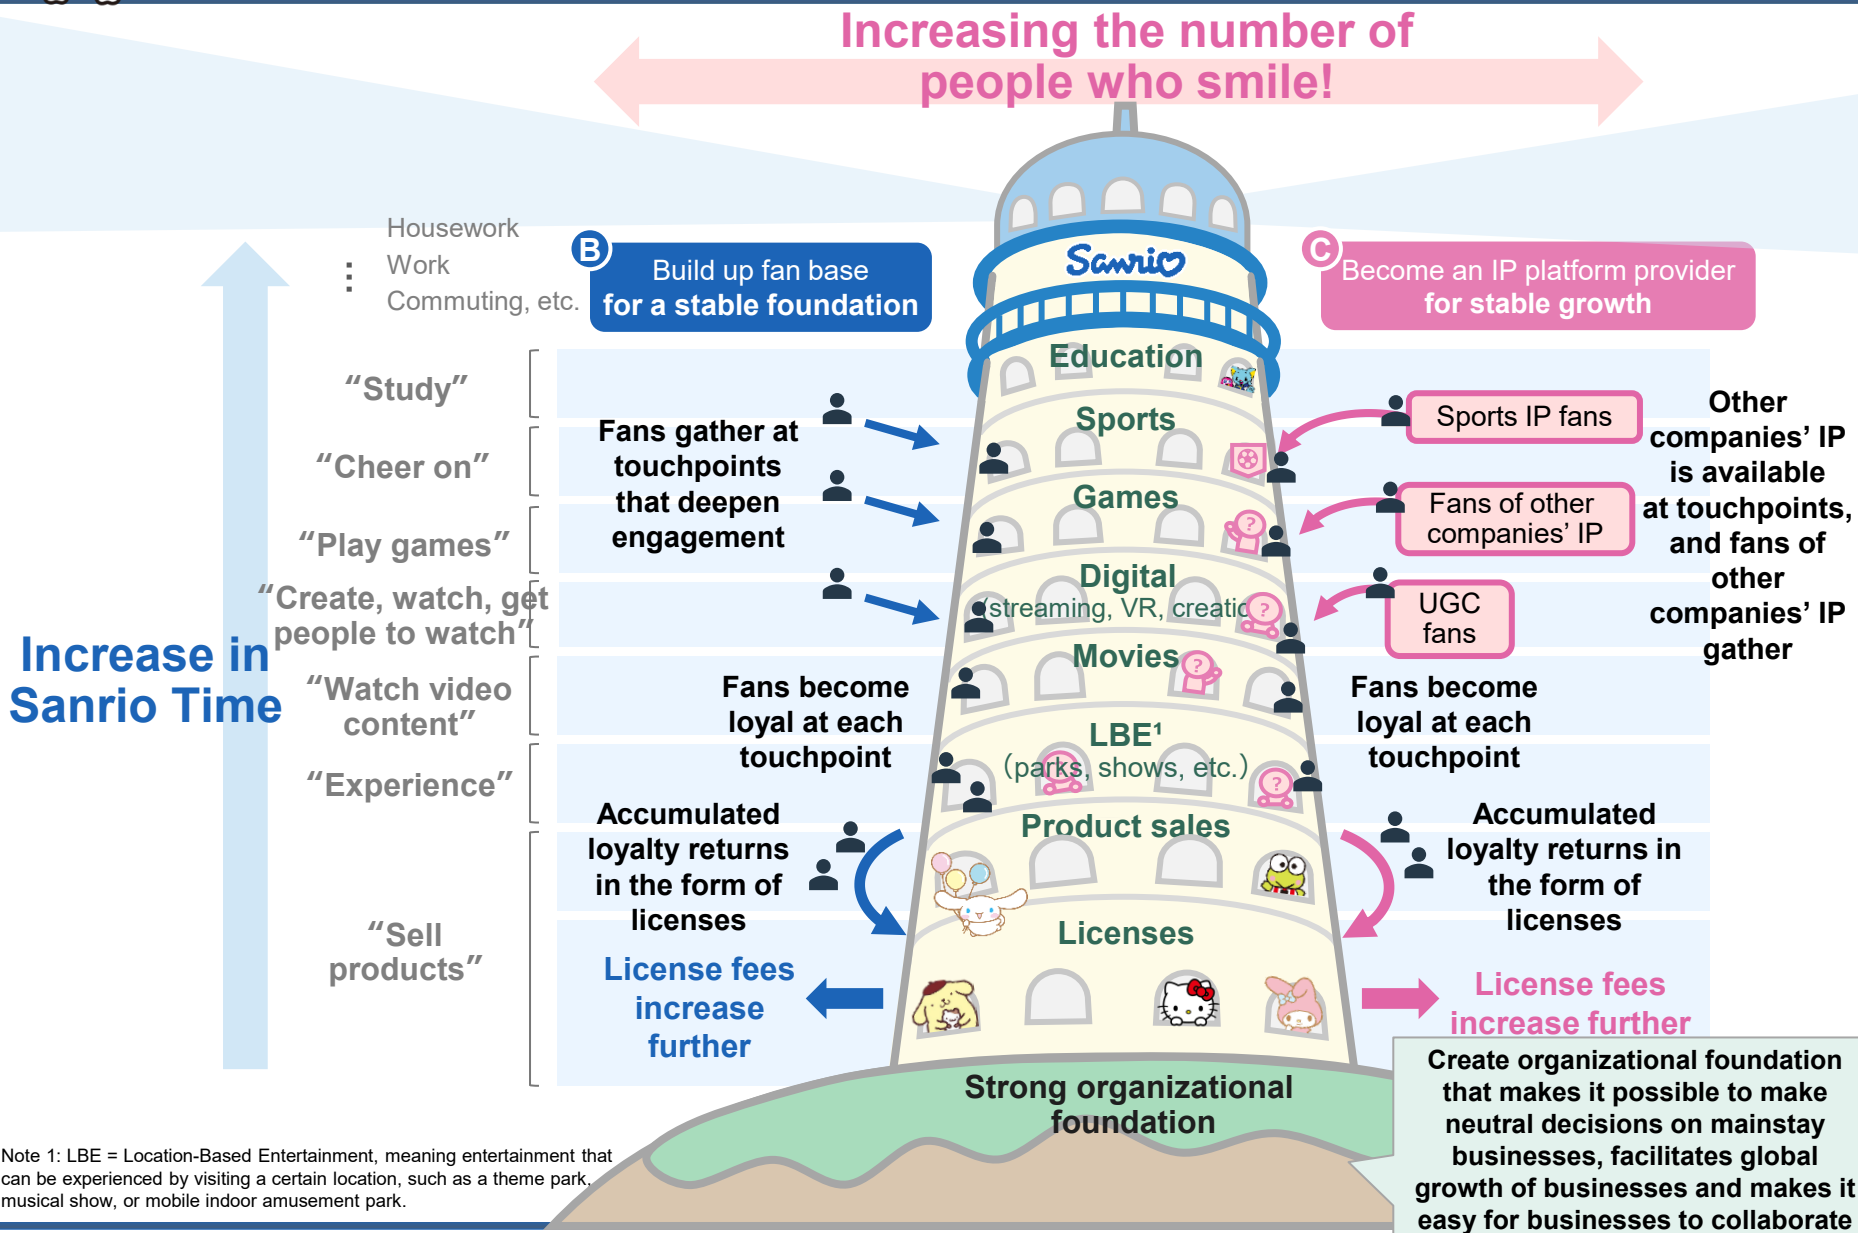 Increasing the number of
people who smile!
Housework
⋮ Work
Commuting, etc.
B
Build up fan base
for a stable foundation
Sanrio
C
Become an IP platform provider
for stable growth
“Study”
“Cheer on”
“Play games”
“Create, watch, get
people to watch”
“Watch video
content”
“Experience”
“Sell
products”
Increase in
Sanrio Time
Fans gather at
touchpoints
that deepen
engagement
Fans become
loyal at each
touchpoint
Accumulated
loyalty returns
in the form of
licenses
License fees
increase
further
Education
Sports
Games
?
Digital
(streaming, VR, creatio
?
Movies
?
LBE¹
(parks, shows, etc.)
?
Product sales
Licenses
Strong organizational
foundation
Sports IP fans
Fans of other
companies’ IP
UGC
fans
Other
companies’ IP
is available
at touchpoints,
and fans of
other
companies’ IP
gather
Fans become
loyal at each
touchpoint
Accumulated
loyalty returns in
the form of
licenses
License fees
increase further
Create organizational foundation
that makes it possible to make
neutral decisions on mainstay
businesses, facilitates global
growth of businesses and makes it
easy for businesses to collaborate
Note 1: LBE = Location-Based Entertainment, meaning entertainment that
can be experienced by visiting a certain location, such as a theme park,
musical show, or mobile indoor amusement park.